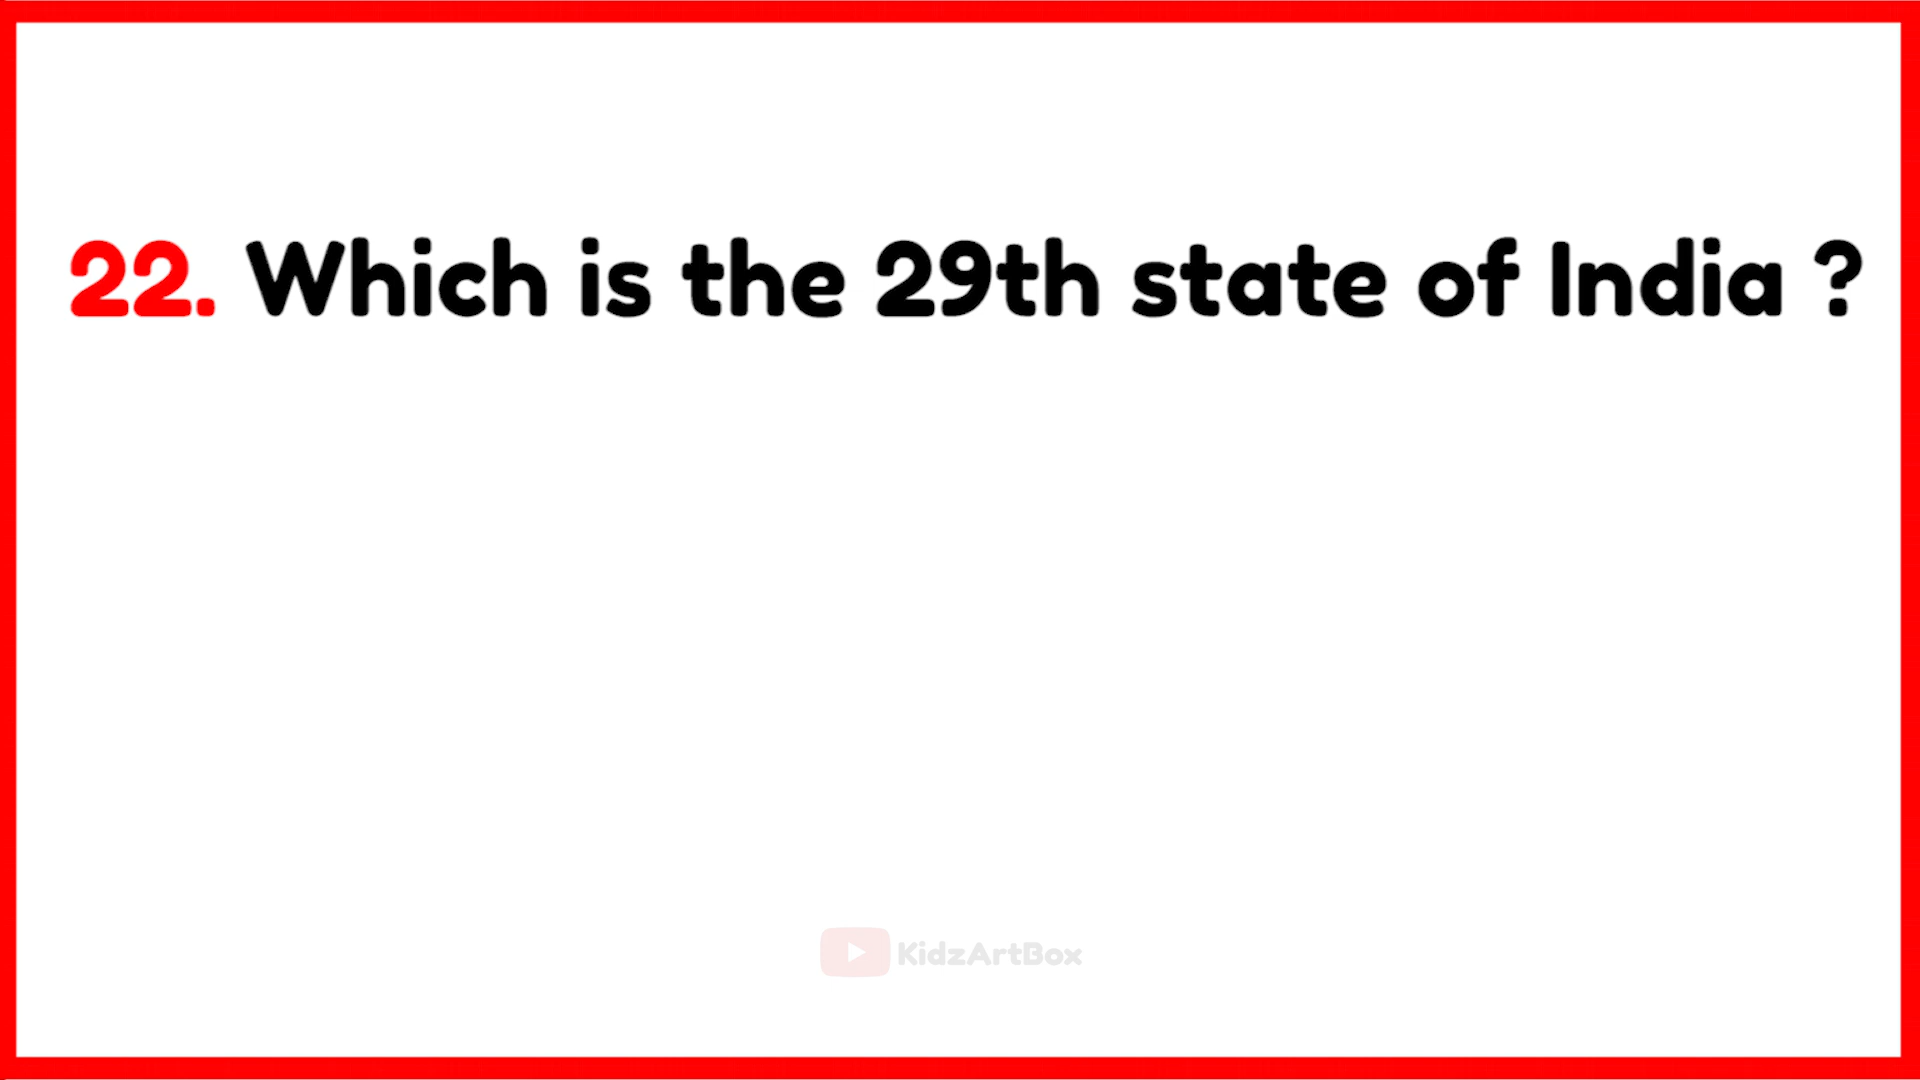 22. Which is the 29th state of India ?
KidzArtBox